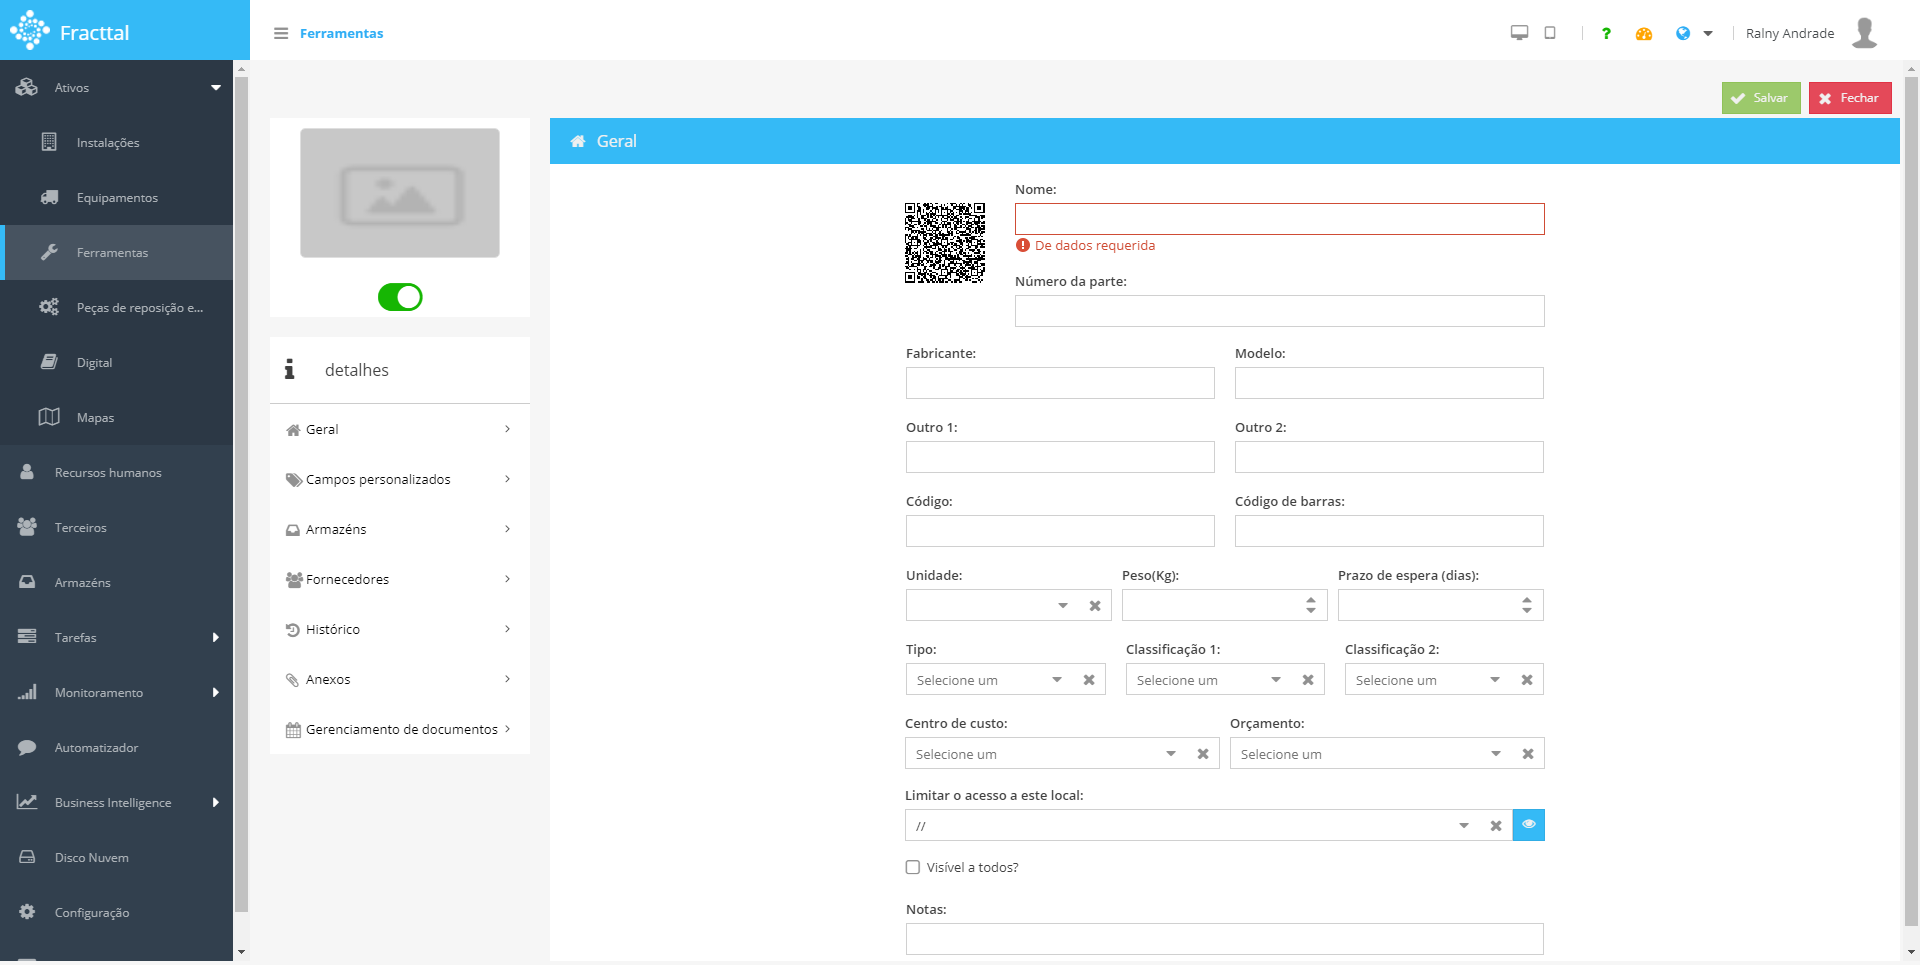 Fracttal
Ferramentas
?
Ralny Andrade
Ativos
Instalações
Equipamentos
Ferramentas
Peças de reposição e...
Digital
Mapas
Recursos humanos
Terceiros
Armazéns
Tarefas
Monitoramento
Automatizador
Business Intelligence
Disco Nuvem
Configuração
Salvar
Fechar
detalhes
Geral
Campos personalizados
Armazéns
Fornecedores
Histórico
Anexos
Gerenciamento de documentos
Geral
Nome:
De dados requerida
Número da parte:
Fabricante:
Modelo:
Outro 1:
Outro 2:
Código:
Código de barras:
Unidade:
Peso(Kg):
Prazo de espera (dias):
Tipo:
Classificação 1:
Classificação 2:
Selecione um
Selecione um
Selecione um
Centro de custo:
Orçamento:
Selecione um
Selecione um
Limitar o acesso a este local:
//
Visível a todos?
Notas: